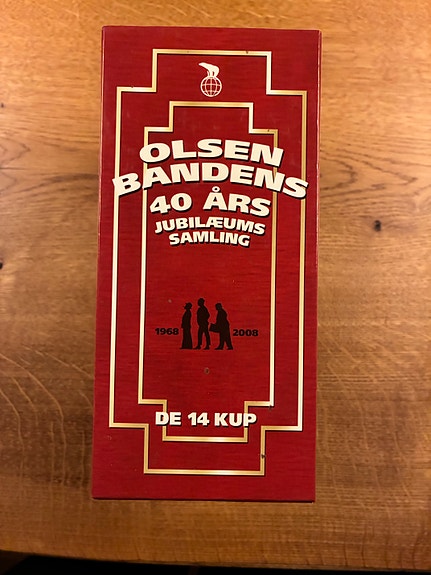 OLSEN
BANDENS
40 ÅRS
JUBILÆUMS
SAMLING
1968 2008
DE 14 KUP